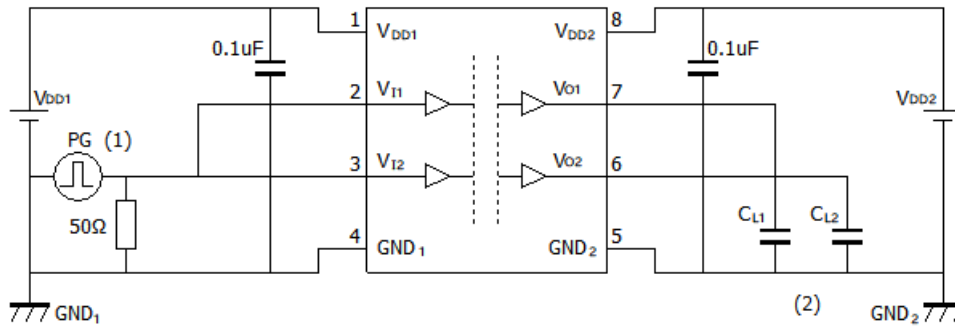 1
8
0.1uF
VDD1
VDD2
0.1uF
VDD1
2
VI1
VO1
7
VDD2
PG (1)
3
VI2
VO2
6
50Ω
CL1
CL2
4
GND1
GND2
5
GND1
(2)
GND2